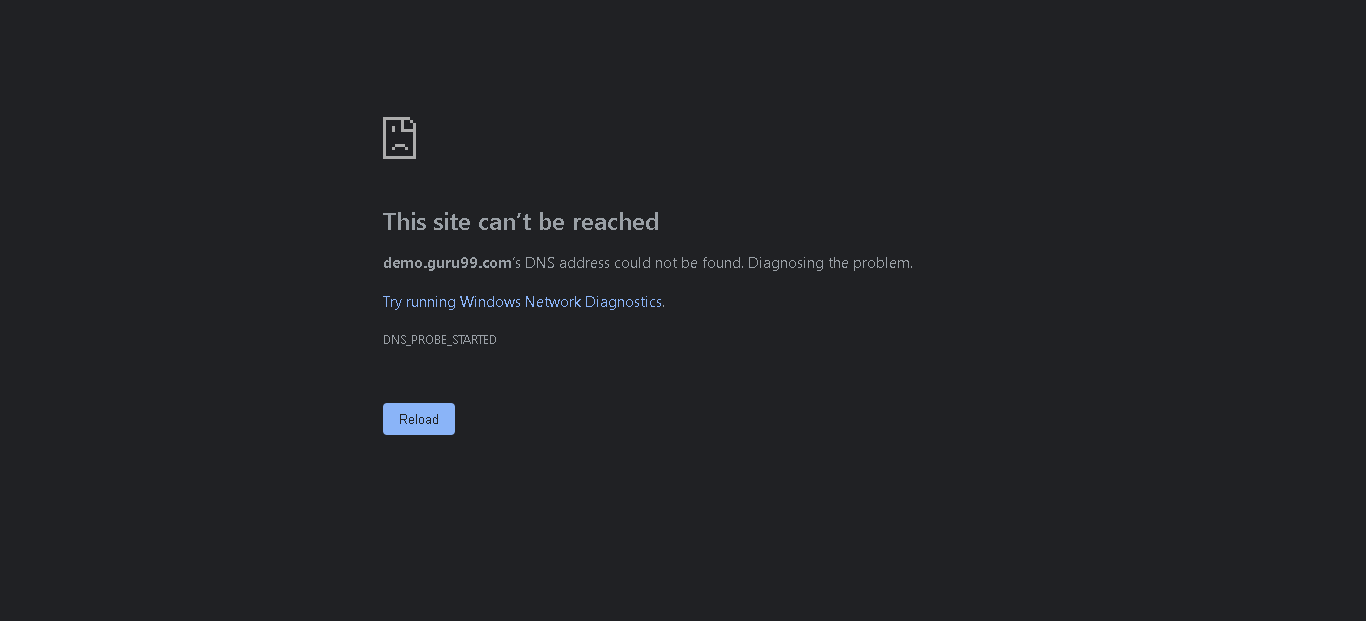 This site can’t be reached
demo.guru99.com’s DNS address could not be found. Diagnosing the problem.
Try running Windows Network Diagnostics.
DNS_PROBE_STARTED
Reload